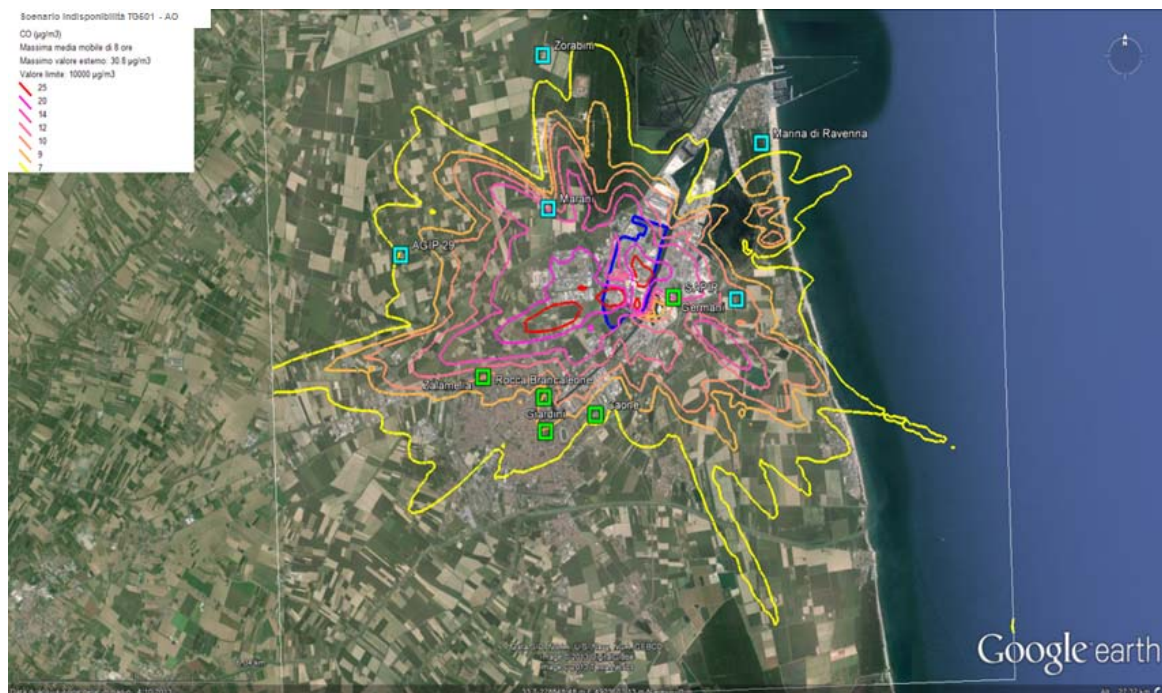 Scenario Indisponibilità TG601 - AO
CO (µg/m3)
Massima media mobile di 8 ore
Massimo valore esterno: 30.8 µg/m3
Valore limite: 10000 µg/m3
25
20
14
12
10
9
7
Zorabini
Marina di Ravenna
Marani
AGIP 29
S.A.P.I.R.
Germani
Zalamella
Rocca Brancaleone
Caorle
Giardini
N
Google earth